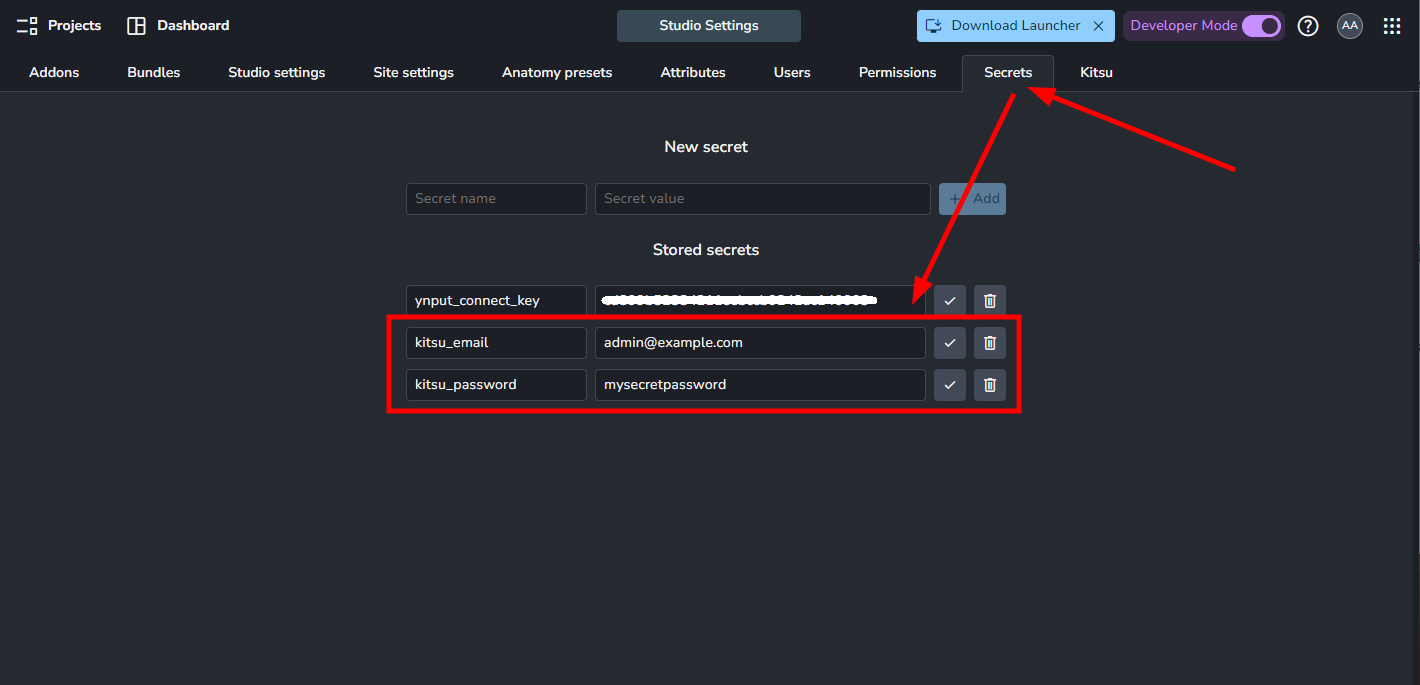 Projects Dashboard Studio Settings Download Launcher Developer Mode AA
Addons Bundles Studio settings Site settings Anatomy presets Attributes Users Permissions Secrets Kitsu
New secret
Secret name Secret value + Add
Stored secrets
ynput_connect_key
kitsu_email admin@example.com
kitsu_password mysecretpassword